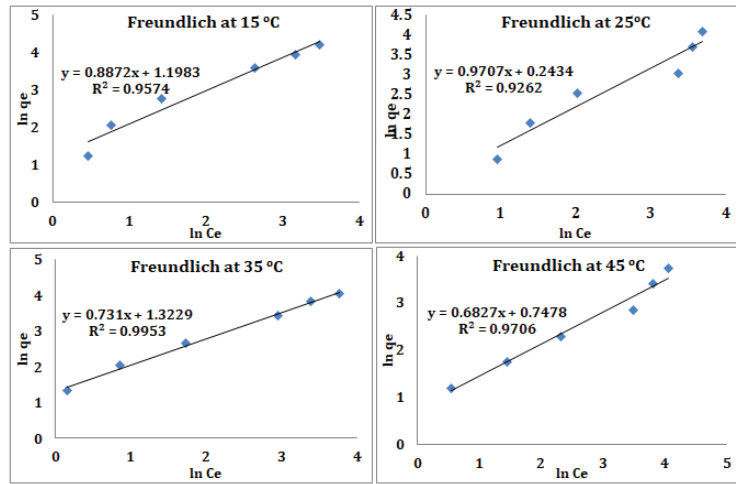 Freundlich at 15 ºC
5
4
3
2
1
0
ln qe
y = 0.8872x + 1.1983
R² = 0.9574
0
1
2
3
4
ln Ce
Freundlich at 25ºC
4.5
4
3.5
3
2.5
2
1.5
1
0.5
0
ln qe
y = 0.9707x + 0.2434
R² = 0.9262
0
1
2
3
4
ln Ce
Freundlich at 35 ºC
5
4
3
2
1
0
ln qe
y = 0.731x + 1.3229
R² = 0.9953
0
1
2
3
4
ln Ce
Freundlich at 45 ºC
4
3
2
1
0
ln qe
y = 0.6827x + 0.7478
R² = 0.9706
0
1
2
3
4
5
ln Ce